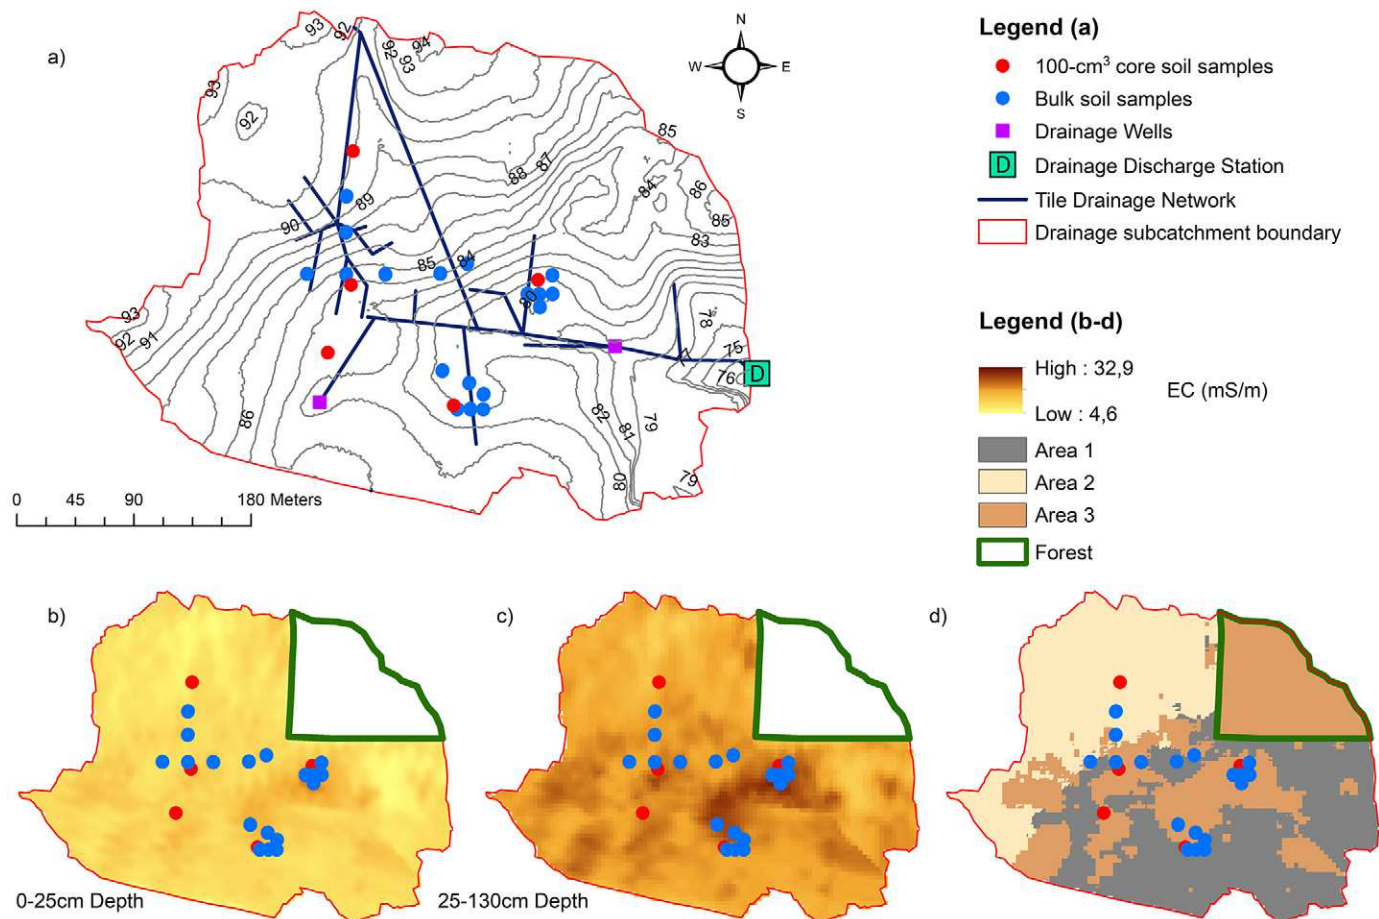 a)
N
W
E
S
93
92
92
93
94
93
92
85
87
88
84
86
85
83
89
90
85
84
80
78
75
77
76
93
92
91
86
82
81
79
80
79
0 45 90 180 Meters
Legend (a)
100-cm³ core soil samples
Bulk soil samples
Drainage Wells
D Drainage Discharge Station
Tile Drainage Network
Drainage subcatchment boundary
D
Legend (b-d)
High : 32,9
EC (mS/m)
Low : 4,6
Area 1
Area 2
Area 3
Forest
b)
0-25cm Depth
c)
25-130cm Depth
d)